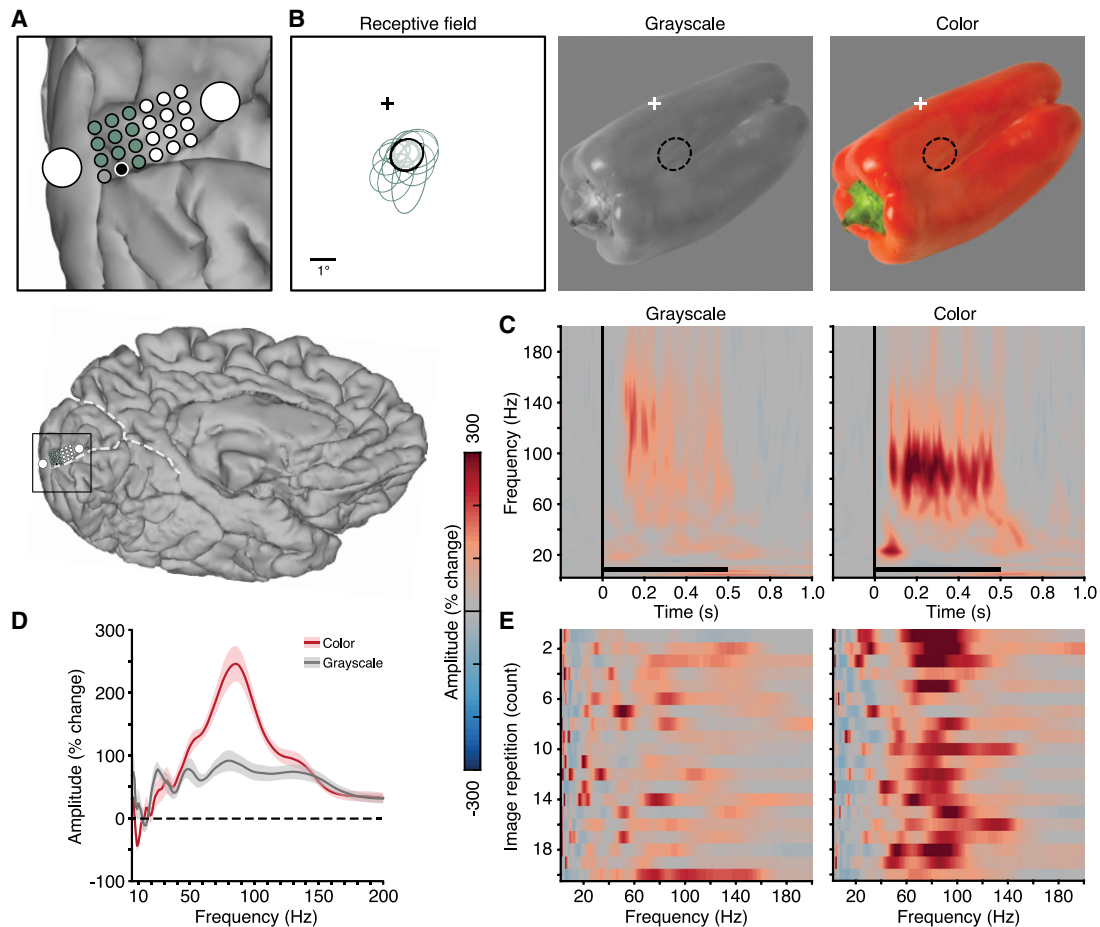 A
B
Receptive field
Grayscale
Color
1°
C
Grayscale
Color
Frequency (Hz)
180
140
100
60
20
0
0.2
0.4
0.6
0.8
1.0
Time (s)
0
0.2
0.4
0.6
0.8
1.0
Time (s)
300
Amplitude (% change)
-300
D
300
200
100
0
-100
Amplitude (% change)
Color
Grayscale
10
50
100
150
200
Frequency (Hz)
E
Image repetition (count)
2
6
10
14
18
20
60
100
140
180
Frequency (Hz)
20
60
100
140
180
Frequency (Hz)